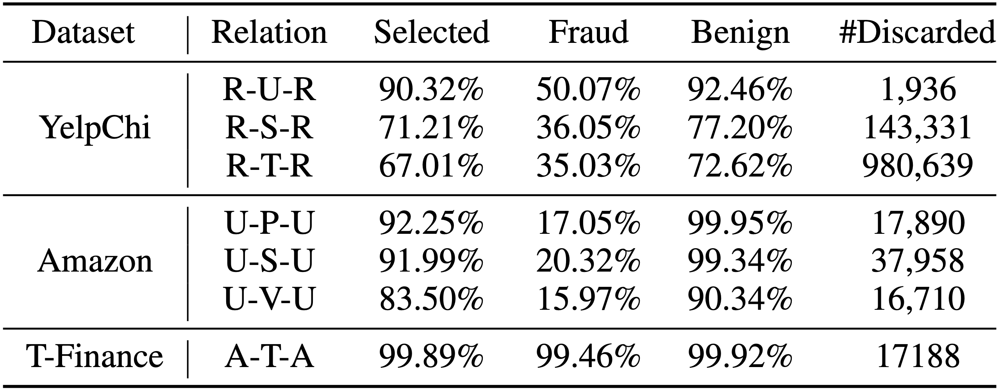 Dataset Relation Selected Fraud Benign #Discarded
R-U-R 90.32% 50.07% 92.46% 1,936
YelpChi R-S-R 71.21% 36.05% 77.20% 143,331
R-T-R 67.01% 35.03% 72.62% 980,639
U-P-U 92.25% 17.05% 99.95% 17,890
Amazon U-S-U 91.99% 20.32% 99.34% 37,958
U-V-U 83.50% 15.97% 90.34% 16,710
T-Finance A-T-A 99.89% 99.46% 99.92% 17188